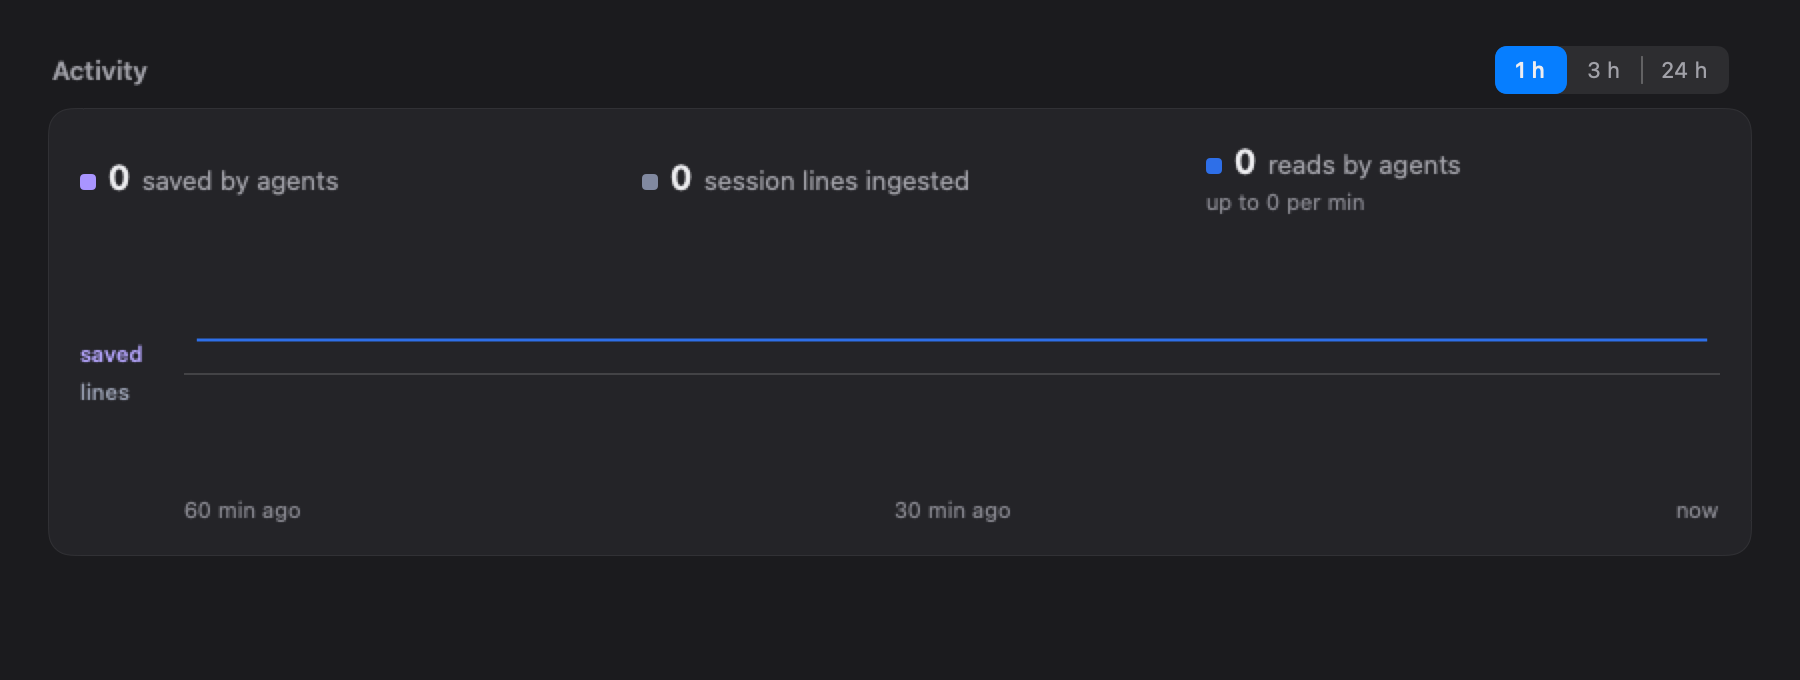 Activity
1 h
3 h
24 h
0 saved by agents
0 session lines ingested
0 reads by agents
up to 0 per min
saved
lines
60 min ago
30 min ago
now